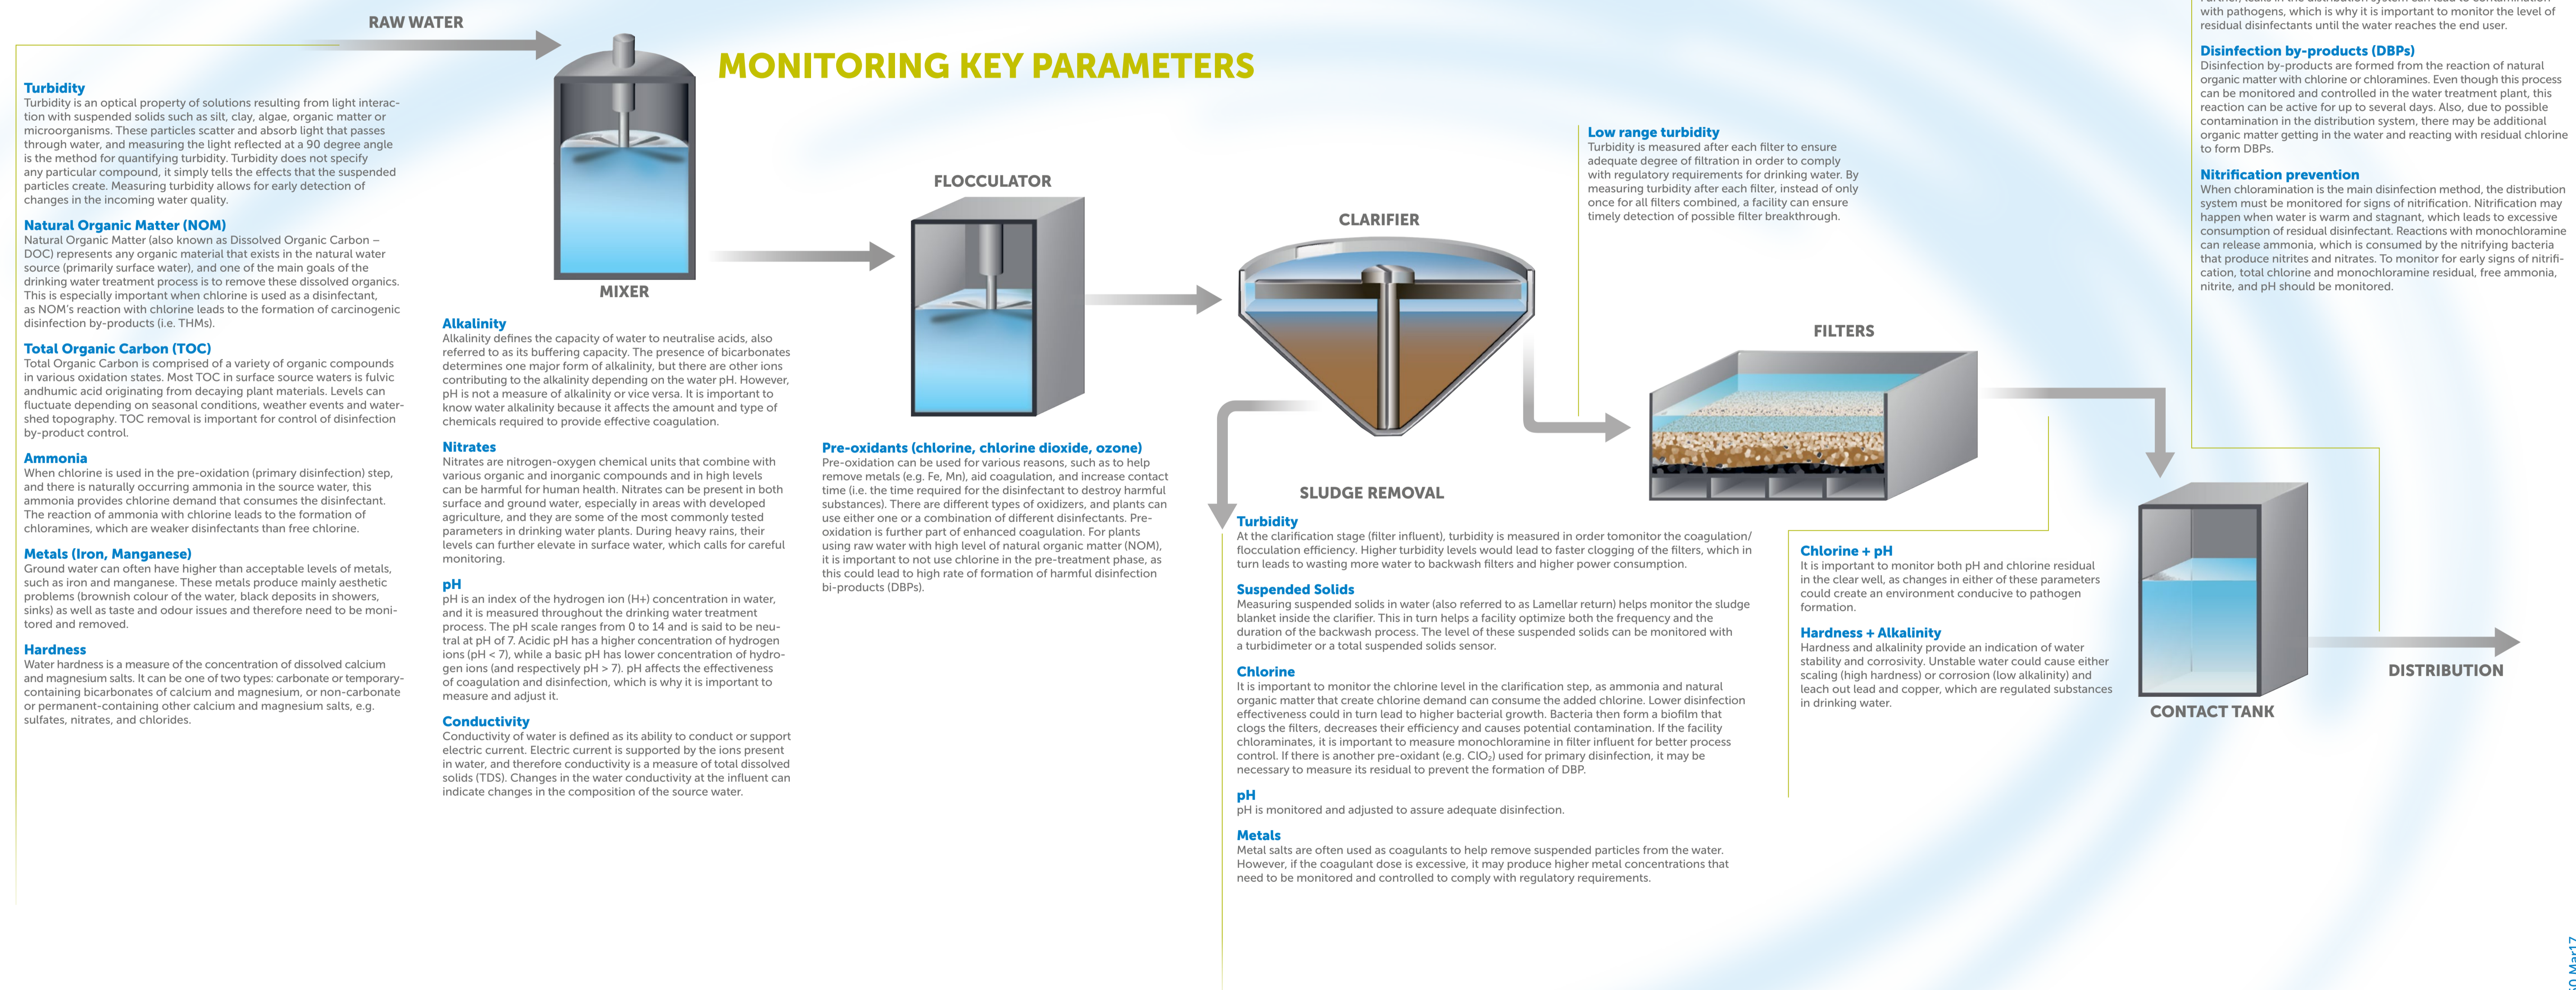 RAW WATER
MONITORING KEY PARAMETERS
Turbidity
Turbidity is an optical property of solutions resulting from light interac-
tion with suspended solids such as silt, clay, algae, organic matter or
microorganisms. These particles scatter and absorb light that passes
through water, and measuring the light reflected at a 90 degree angle
is the method for quantifying turbidity. Turbidity does not specify
any particular compound, it simply tells the effects that the suspended
particles create. Measuring turbidity allows for early detection of
changes in the incoming water quality.
Natural Organic Matter (NOM)
Natural Organic Matter (also known as Dissolved Organic Carbon –
DOC) represents any organic material that exists in the natural water
source (primarily surface water), and one of the main goals of the
drinking water treatment process is to remove these dissolved organics.
This is especially important when chlorine is used as a disinfectant,
as NOM's reaction with chlorine leads to the formation of carcinogenic
disinfection by-products (i.e. THMs).
Total Organic Carbon (TOC)
Total Organic Carbon is comprised of a variety of organic compounds
in various oxidation states. Most TOC in surface source waters is fulvic
andhumic acid originating from decaying plant materials. Levels can
fluctuate depending on seasonal conditions, weather events and water-
shed topography. TOC removal is important for control of disinfection
by-product control.
Ammonia
When chlorine is used in the pre-oxidation (primary disinfection) step,
and there is naturally occurring ammonia in the source water, this
ammonia provides chlorine demand that consumes the disinfectant.
The reaction of ammonia with chlorine leads to the formation of
chloramines, which are weaker disinfectants than free chlorine.
Metals (Iron, Manganese)
Ground water can often have higher than acceptable levels of metals,
such as iron and manganese. These metals produce mainly aesthetic
problems (brownish colour of the water, black deposits in showers,
sinks) as well as taste and odour issues and therefore need to be moni-
tored and removed.
Hardness
Water hardness is a measure of the concentration of dissolved calcium
and magnesium salts. It can be one of two types: carbonate or temporary-
containing bicarbonates of calcium and magnesium, or non-carbonate
or permanent-containing other calcium and magnesium salts, e.g.
sulfates, nitrates, and chlorides.
MIXER
Alkalinity
Alkalinity defines the capacity of water to neutralise acids, also
referred to as its buffering capacity. The presence of bicarbonates
determines one major form of alkalinity, but there are other ions
contributing to the alkalinity depending on the water pH. However,
pH is not a measure of alkalinity or vice versa. It is important to
know water alkalinity because it affects the amount and type of
chemicals required to provide effective coagulation.
Nitrates
Nitrates are nitrogen-oxygen chemical units that combine with
various organic and inorganic compounds and in high levels
can be harmful for human health. Nitrates can be present in both
surface and ground water, especially in areas with developed
agriculture, and they are some of the most commonly tested
parameters in drinking water plants. During heavy rains, their
levels can further elevate in surface water, which calls for careful
monitoring.
pH
pH is an index of the hydrogen ion (H+) concentration in water,
and it is measured throughout the drinking water treatment
process. The pH scale ranges from 0 to 14 and is said to be neu-
tral at pH of 7. Acidic pH has a higher concentration of hydrogen
ions (pH < 7), while a basic pH has lower concentration of hydro-
gen ions (and respectively pH > 7). pH affects the effectiveness
of coagulation and disinfection, which is why it is important to
measure and adjust it.
Conductivity
Conductivity of water is defined as its ability to conduct or support
electric current. Electric current is supported by the ions present
in water, and therefore conductivity is a measure of total dissolved
solids (TDS). Changes in the water conductivity at the influent can
indicate changes in the composition of the source water.
FLOCCULATOR
Pre-oxidants (chlorine, chlorine dioxide, ozone)
Pre-oxidation can be used for various reasons, such as to help
remove metals (e.g. Fe, Mn), aid coagulation, and increase contact
time (i.e. the time required for the disinfectant to destroy harmful
substances). There are different types of oxidizers, and plants can
use either one or a combination of different disinfectants. Pre-
oxidation is further part of enhanced coagulation. For plants
using raw water with high level of natural organic matter (NOM),
it is important to not use chlorine in the pre-treatment phase, as
this could lead to high rate of formation of harmful disinfection
bi-products (DBPs).
CLARIFIER
SLUDGE REMOVAL
Turbidity
At the clarification stage (filter influent), turbidity is measured in order tomonitor the coagulation/
flocculation efficiency. Higher turbidity levels would lead to faster clogging of the filters, which in
turn leads to wasting more water to backwash filters and higher power consumption.
Suspended Solids
Measuring suspended solids in water (also referred to as Lamellar return) helps monitor the sludge
blanket inside the clarifier. This in turn helps a facility optimize both the frequency and the
duration of the backwash process. The level of these suspended solids can be monitored with
a turbidimeter or a total suspended solids sensor.
Chlorine
It is important to monitor the chlorine level in the clarification step, as ammonia and natural
organic matter that create chlorine demand can consume the added chlorine. Lower disinfection
effectiveness could in turn lead to higher bacterial growth. Bacteria then form a biofilm that
clogs the filters, decreases their efficiency and causes potential contamination. If the facility
chloraminates, it is important to measure monochloramine in filter influent for better process
control. If there is another pre-oxidant (e.g. ClO₂) used for primary disinfection, it may be
necessary to measure its residual to prevent the formation of DBP.
pH
pH is monitored and adjusted to assure adequate disinfection.
Metals
Metal salts are often used as coagulants to help remove suspended particles from the water.
However, if the coagulant dose is excessive, it may produce higher metal concentrations that
need to be monitored and controlled to comply with regulatory requirements.
Low range turbidity
Turbidity is measured after each filter to ensure
adequate degree of filtration in order to comply
with regulatory requirements for drinking water. By
measuring turbidity after each filter, instead of only
once for all filters combined, a facility can ensure
timely detection of possible filter breakthrough.
FILTERS
Chlorine + pH
It is important to monitor both pH and chlorine residual
in the clear well, as changes in either of these parameters
could create an environment conducive to pathogen
formation.
Hardness + Alkalinity
Hardness and alkalinity provide an indication of water
stability and corrosivity. Unstable water could cause either
scaling (high hardness) or corrosion (low alkalinity) and
leach out lead and copper, which are regulated substances
in drinking water.
CONTACT TANK
with pathogens, which is why it is important to monitor the level of
residual disinfectants until the water reaches the end user.
Disinfection by-products (DBPs)
Disinfection by-products are formed from the reaction of natural
organic matter with chlorine or chloramines. Even though this process
can be monitored and controlled in the water treatment plant, this
reaction can be active for up to several days. Also, due to possible
contamination in the distribution system, there may be additional
organic matter getting in the water and reacting with residual chlorine
to form DBPs.
Nitrification prevention
When chloramination is the main disinfection method, the distribution
system must be monitored for signs of nitrification. Nitrification may
happen when water is warm and stagnant, which leads to excessive
consumption of residual disinfectant. Reactions with monochloramine
can release ammonia, which is consumed by the nitrifying bacteria
that produce nitrites and nitrates. To monitor for early signs of nitrifi-
cation, total chlorine and monochloramine residual, free ammonia,
nitrite, and pH should be monitored.
DISTRIBUTION
Mar17